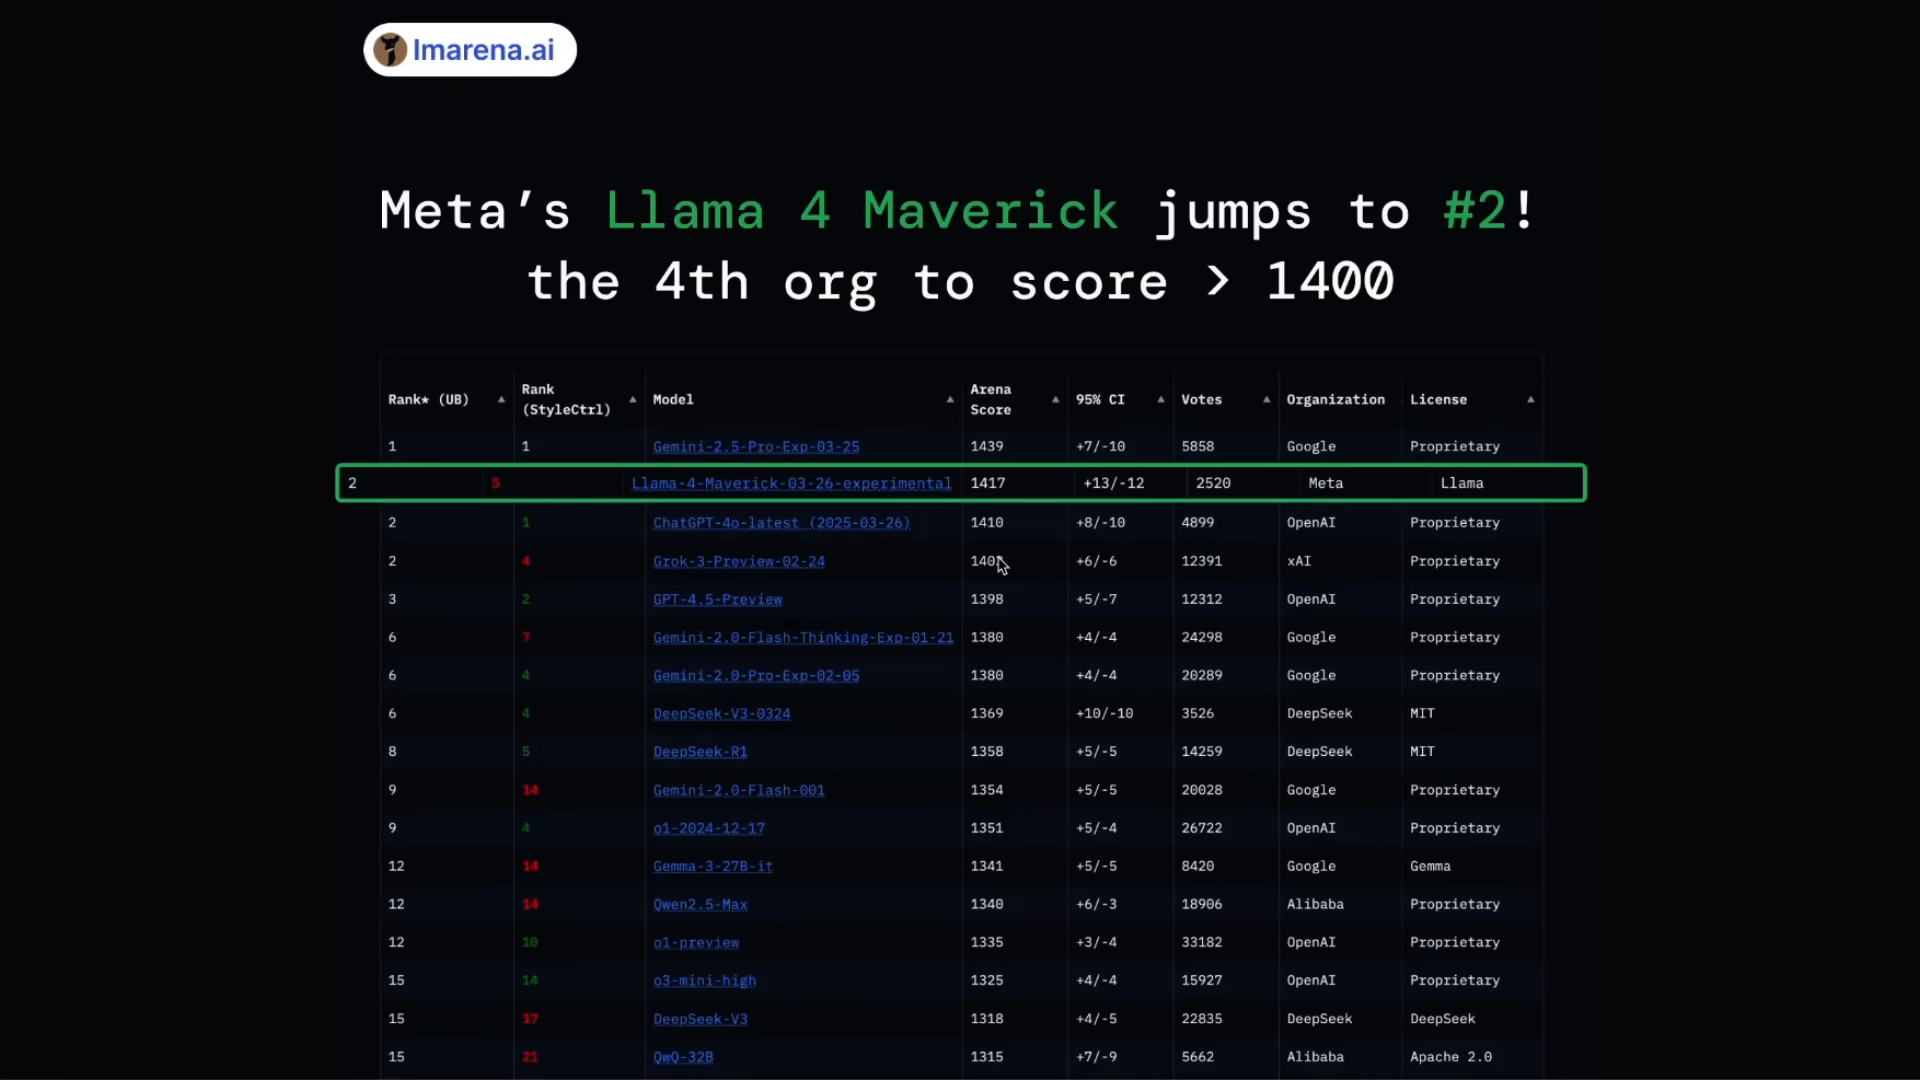 lmarena.ai
Meta’s Llama 4 Maverick jumps to #2!
the 4th org to score > 1400
Rank* (UB) Rank (StyleCtrl) Model Arena Score 95% CI Votes Organization License
1 1 Gemini-2.5-Pro-Exp-03-25 1439 +7/-10 5858 Google Proprietary
2 5 Llama-4-Maverick-03-26-experimental 1417 +13/-12 2520 Meta Llama
2 1 ChatGPT-4o-latest (2025-03-26) 1410 +8/-10 4899 OpenAI Proprietary
2 4 Grok-3-Preview-02-24 +6/-6 12391 xAI Proprietary
3 2 GPT-4.5-Preview 1398 +5/-7 12312 OpenAI Proprietary
6 7 Gemini-2.0-Flash-Thinking-Exp-01-21 1380 +4/-4 24298 Google Proprietary
6 4 Gemini-2.0-Pro-Exp-02-05 1380 +4/-4 20289 Google Proprietary
6 4 DeepSeek-V3-0324 1369 +10/-10 3526 DeepSeek MIT
8 5 DeepSeek-R1 1358 +5/-5 14259 DeepSeek MIT
9 14 Gemini-2.0-Flash-001 1354 +5/-5 20028 Google Proprietary
9 4 o1-2024-12-17 1351 +5/-4 26722 OpenAI Proprietary
12 14 Gemma-3-27B-it 1341 +5/-5 8420 Google Gemma
12 14 Qwen2.5-Max 1340 +6/-3 18906 Alibaba Proprietary
12 10 o1-preview 1335 +3/-4 33182 OpenAI Proprietary
15 14 o3-mini-high 1325 +4/-4 15927 OpenAI Proprietary
15 17 DeepSeek-V3 1318 +4/-5 22835 DeepSeek DeepSeek
15 21 QwQ-32B 1315 +7/-9 5662 Alibaba Apache 2.0